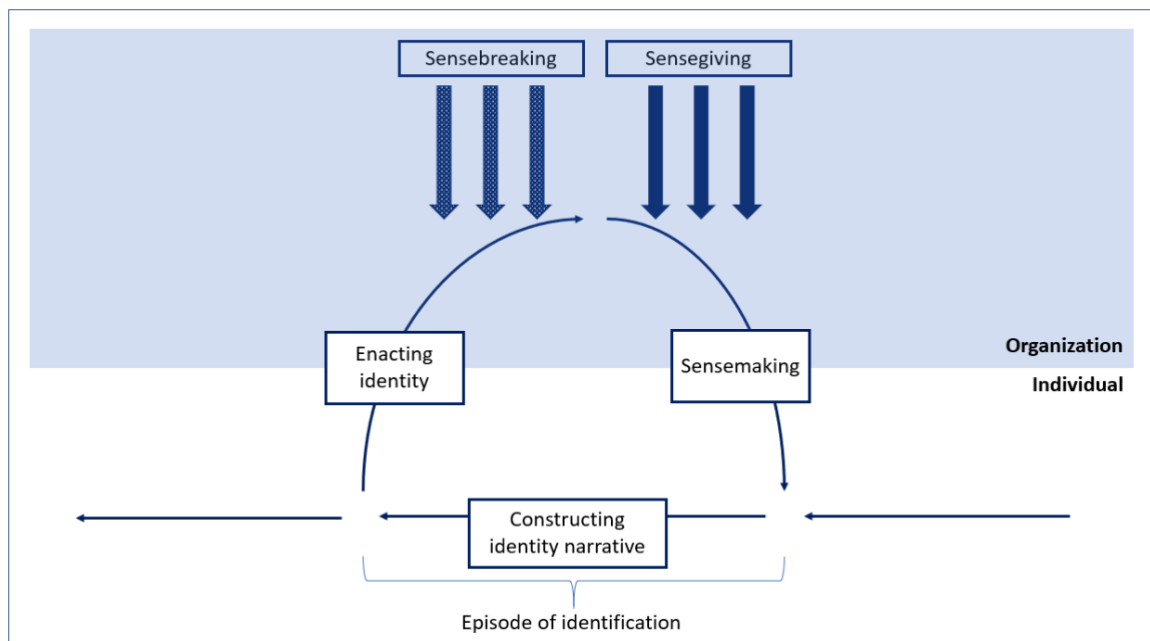 Sensebreaking
Sensegiving
Enacting
identity
Sensemaking
Organization
Individual
Constructing
identity narrative
Episode of identification